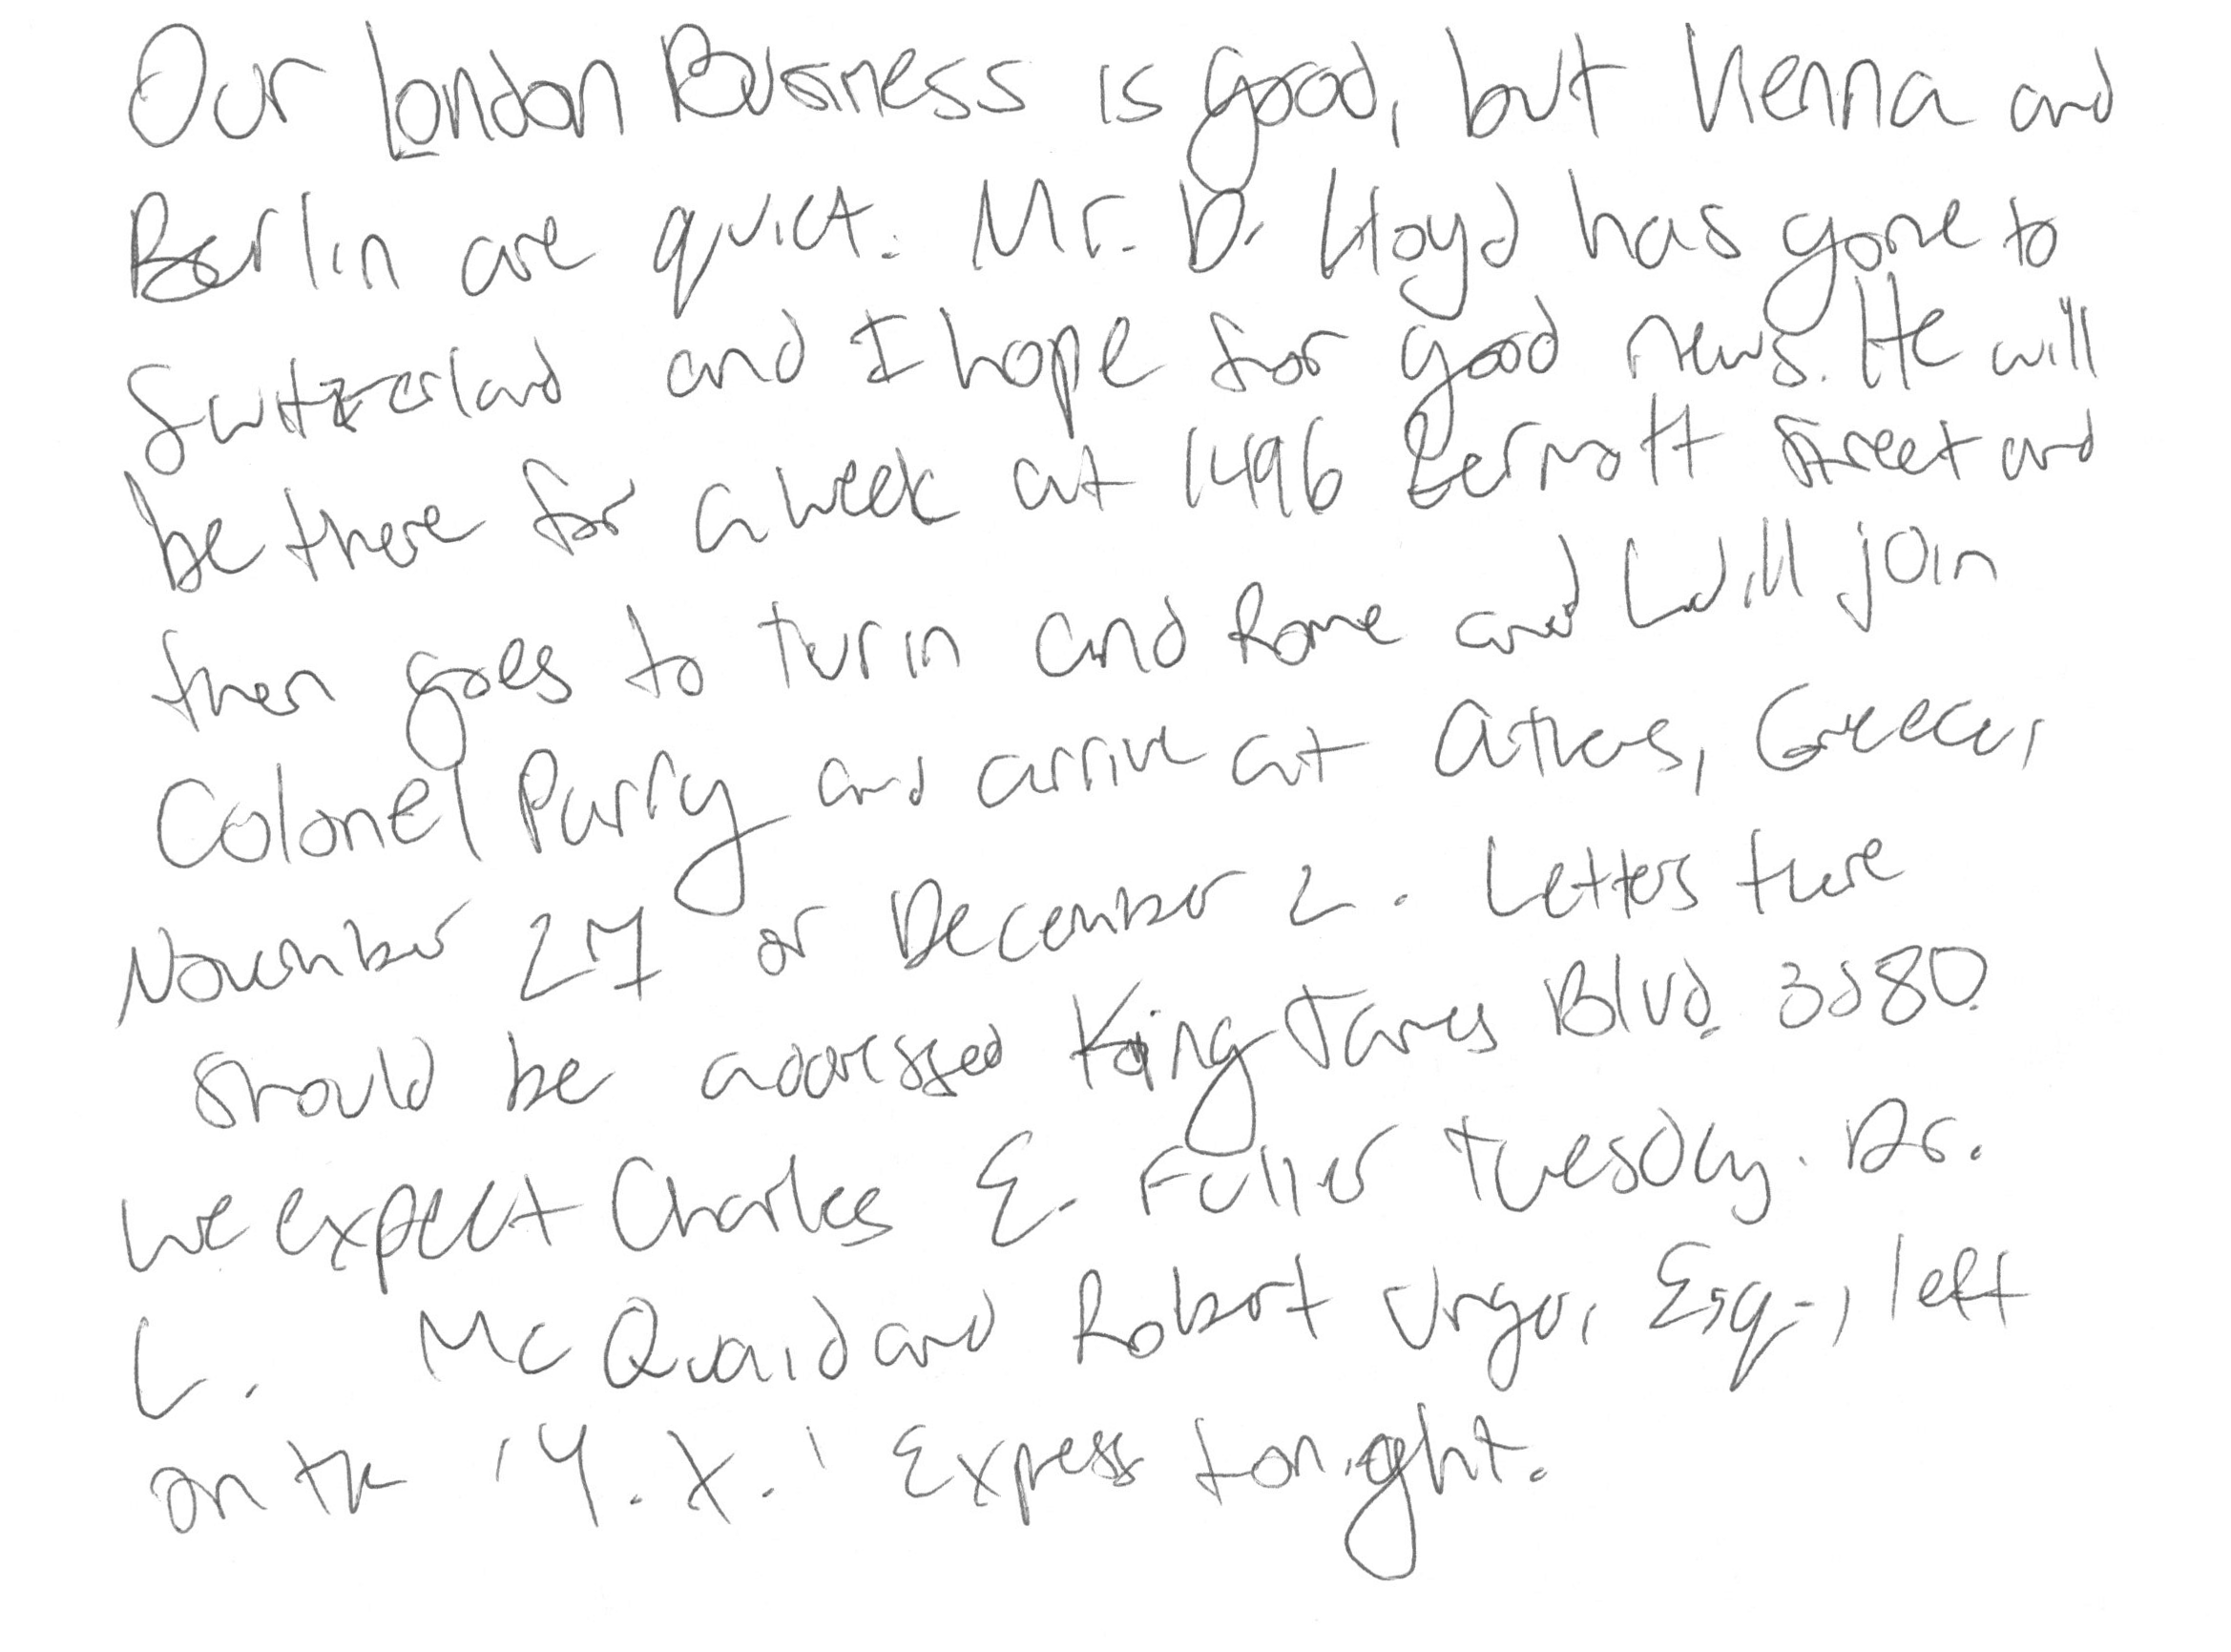 Our London Business is good, but Vienna and
Berlin are quiet. Mr. D. Lloyd has gone to
Switzerland and I hope for good news. He will
be there for a week at 1496 Zermott Street and
then goes to Turin and Rome and will join
Colonel Parry and arrive at Athens, Greece,
November 27 or December 2. Letters there
should be addressed King James Blvd. 3580.
We expect Charles E. Fuller Tuesday. Dr.
L. McQuaid and Robert Unger, Esq., left
on the 'Y. X.' Express tonight.